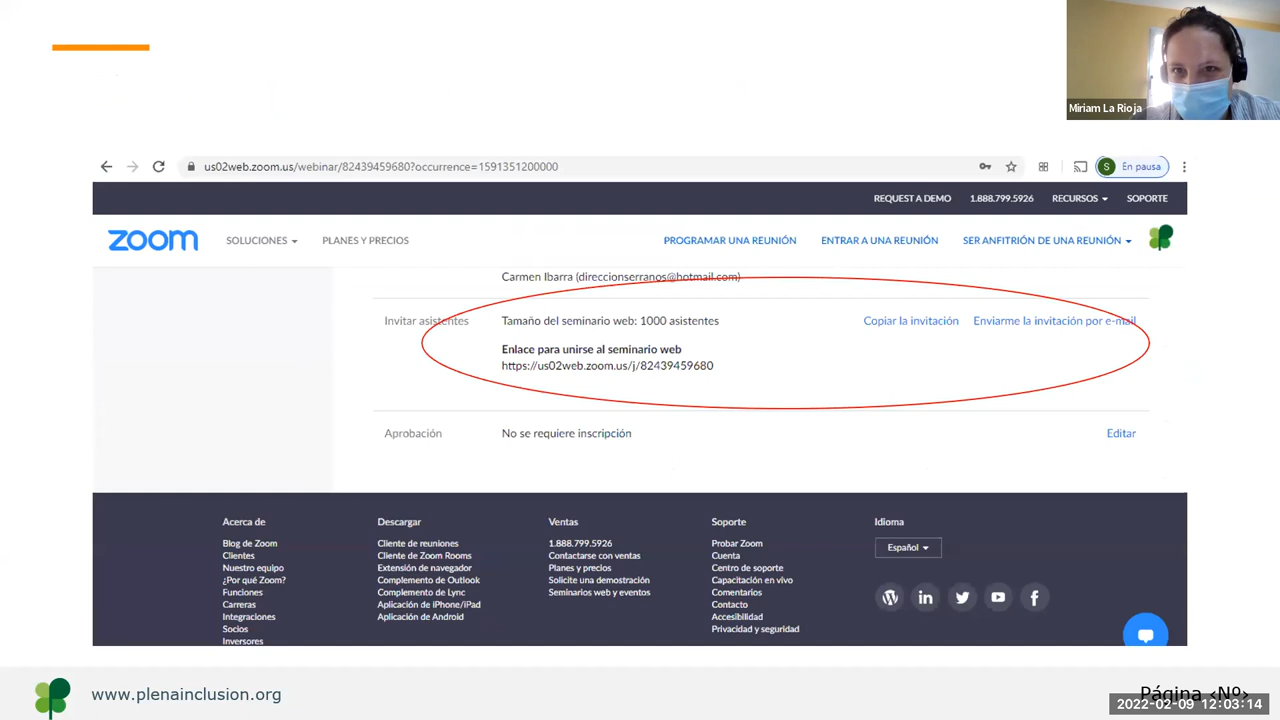 Miriam La Rioja
us02web.zoom.us/webinar/82439459680?occurrence=1591351200000
S En pausa
REQUEST A DEMO 1.888.799.5926 RECURSOS SOPORTE
zoom SOLUCIONES PLANES Y PRECIOS PROGRAMAR UNA REUNIÓN ENTRAR A UNA REUNIÓN SER ANFITRIÓN DE UNA REUNIÓN
Carmen Ibarra (direccionserranos@hotmail.com)
Invitar asistentes Tamaño del seminario web: 1000 asistentes Copiar la invitación Enviarme la invitación por e-mail
Enlace para unirse al seminario web
https://us02web.zoom.us/j/82439459680
Aprobación No se requiere inscripción Editar
Acerca de
Blog de Zoom
Clientes
Nuestro equipo
¿Por qué Zoom?
Funciones
Carreras
Integraciones
Socios
Inversores
Descargar
Cliente de reuniones
Cliente de Zoom Rooms
Extensión de navegador
Complemento de Outlook
Complemento de Lync
Aplicación de iPhone/iPad
Aplicación de Android
Ventas
1.888.799.5926
Contactarse con ventas
Planes y precios
Solicite una demostración
Seminarios web y eventos
Soporte
Probar Zoom
Cuenta
Centro de soporte
Capacitación en vivo
Comentarios
Contacto
Accesibilidad
Privacidad y seguridad
Idioma
Español
www.plenainclusion.org
Página ‹Nº›
2022-02-09 12:03:14